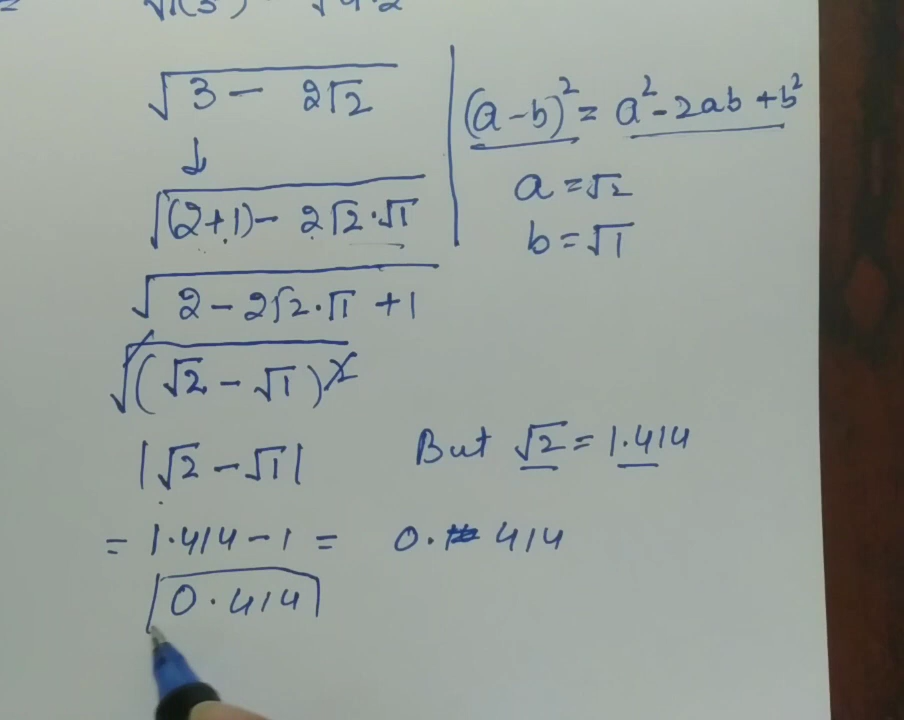 √3 - 2√2
↓
√(2+1) - 2√2·√1
√2 - 2√2·√1 + 1
√(√2 - √1)²
|√2 - √1|
= 1.414 - 1 = 0.414
0.414
(a-b)² = a² - 2ab + b²
a = √2
b = √1
But √2 = 1.414